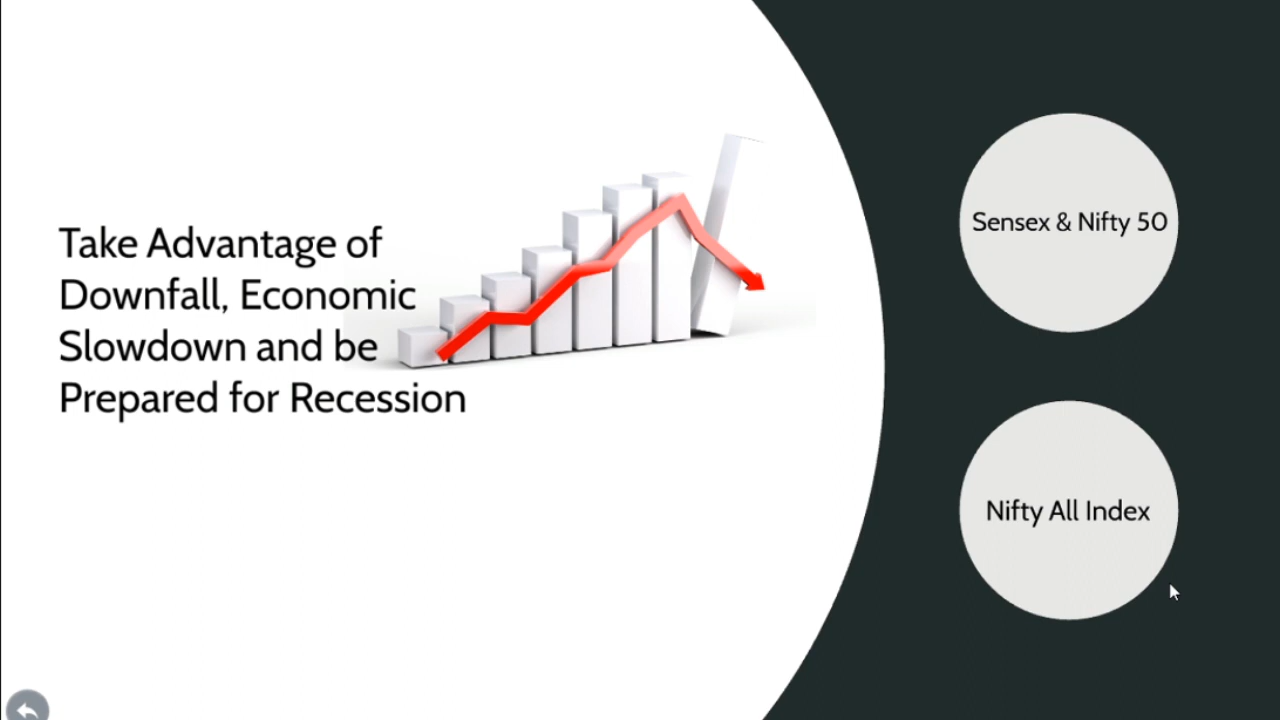 Take Advantage of
Downfall, Economic
Slowdown and be
Prepared for Recession
Sensex & Nifty 50
Nifty All Index